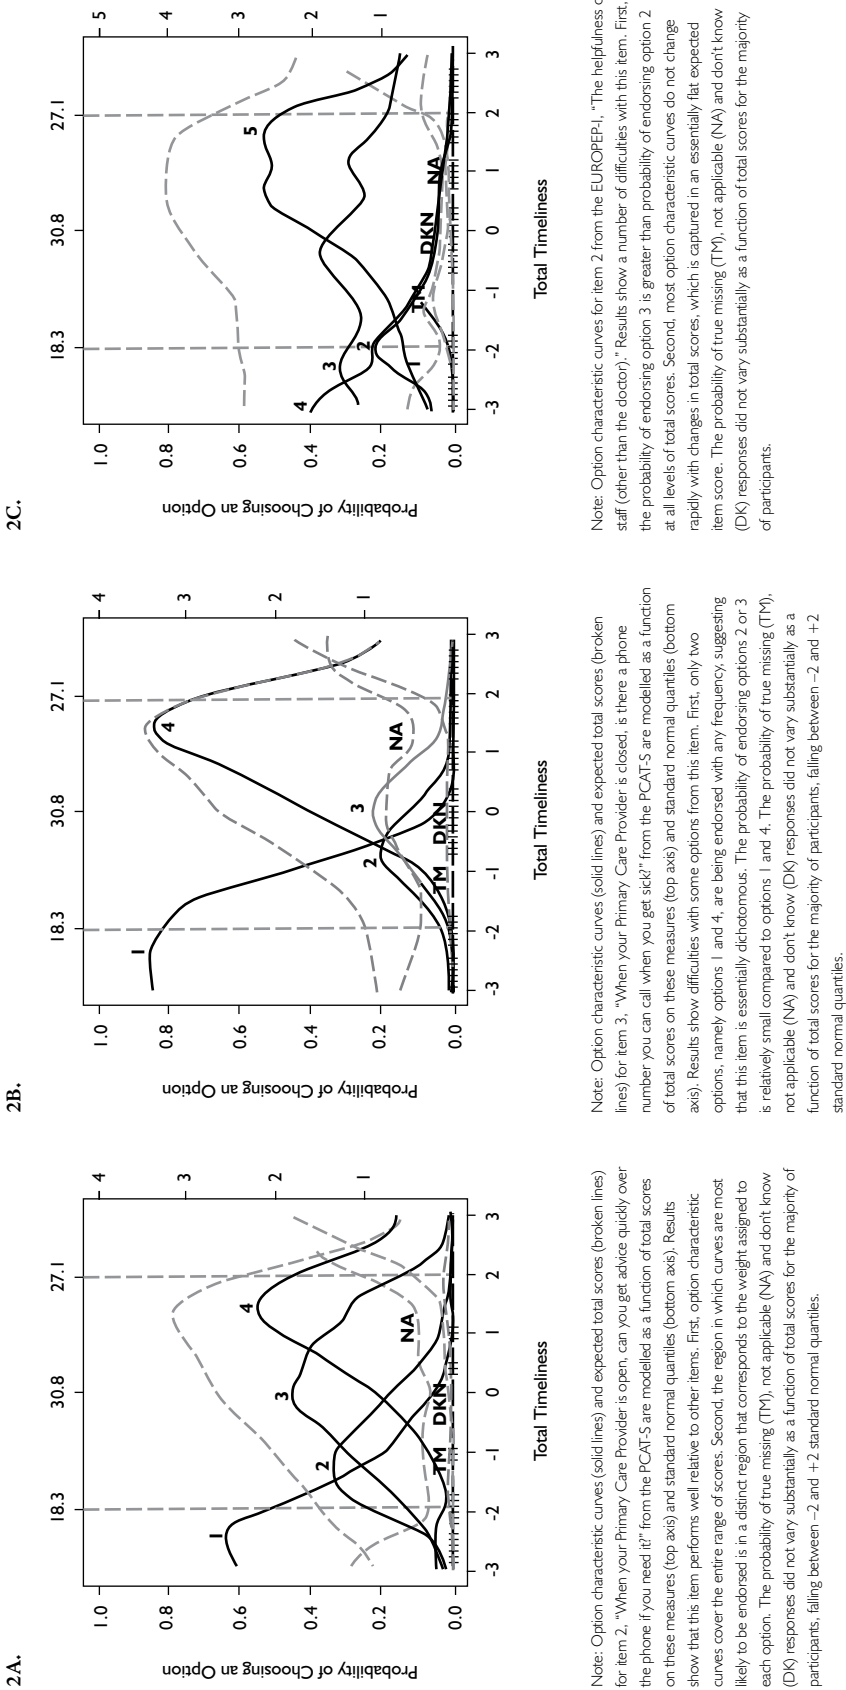 2A.
Probability of Choosing an Option
1.0
0.8
0.6
0.4
0.2
0.0
18.3
30.8
27.1
4
3
2
1
1
2
3
4
TM
DKN
NA
-3
-2
-1
0
1
2
3
Total Timeliness
Note: Option characteristic curves (solid lines) and expected total scores (broken lines)
for item 2, “When your Primary Care Provider is open, can you get advice quickly over
the phone if you need it?” from the PCAT-S are modelled as a function of total scores
on these measures (top axis) and standard normal quantiles (bottom axis). Results
show that this item performs well relative to other items. First, option characteristic
curves cover the entire range of scores. Second, the region in which curves are most
likely to be endorsed is in a distinct region that corresponds to the weight assigned to
each option. The probability of true missing (TM), not applicable (NA) and don’t know
(DK) responses did not vary substantially as a function of total scores for the majority of
participants, falling between –2 and +2 standard normal quantiles.
2B.
Probability of Choosing an Option
1.0
0.8
0.6
0.4
0.2
0.0
18.3
30.8
27.1
4
3
2
1
1
2
3
4
TM
DKN
NA
-3
-2
-1
0
1
2
3
Total Timeliness
Note: Option characteristic curves (solid lines) and expected total scores (broken
lines) for item 3, “When your Primary Care Provider is closed, is there a phone
number you can call when you get sick?” from the PCAT-S are modelled as a function
of total scores on these measures (top axis) and standard normal quantiles (bottom
axis). Results show difficulties with some options from this item. First, only two
options, namely options 1 and 4, are being endorsed with any frequency, suggesting
that this item is essentially dichotomous. The probability of endorsing options 2 or 3
is relatively small compared to options 1 and 4. The probability of true missing (TM),
not applicable (NA) and don’t know (DK) responses did not vary substantially as a
function of total scores for the majority of participants, falling between –2 and +2
standard normal quantiles.
2C.
Probability of Choosing an Option
1.0
0.8
0.6
0.4
0.2
0.0
18.3
30.8
27.1
5
4
3
2
1
4
3
2
1
5
TM
DKN
NA
-3
-2
-1
0
1
2
3
Total Timeliness
Note: Option characteristic curves for item 2 from the EUROPEP-I, “The helpfulness
staff (other than the doctor).” Results show a number of difficulties with this item. First,
the probability of endorsing option 3 is greater than probability of endorsing option 2
at all levels of total scores. Second, most option characteristic curves do not change
rapidly with changes in total scores, which is captured in an essentially flat expected
item score. The probability of true missing (TM), not applicable (NA) and don’t know
(DK) responses did not vary substantially as a function of total scores for the majority
of participants.